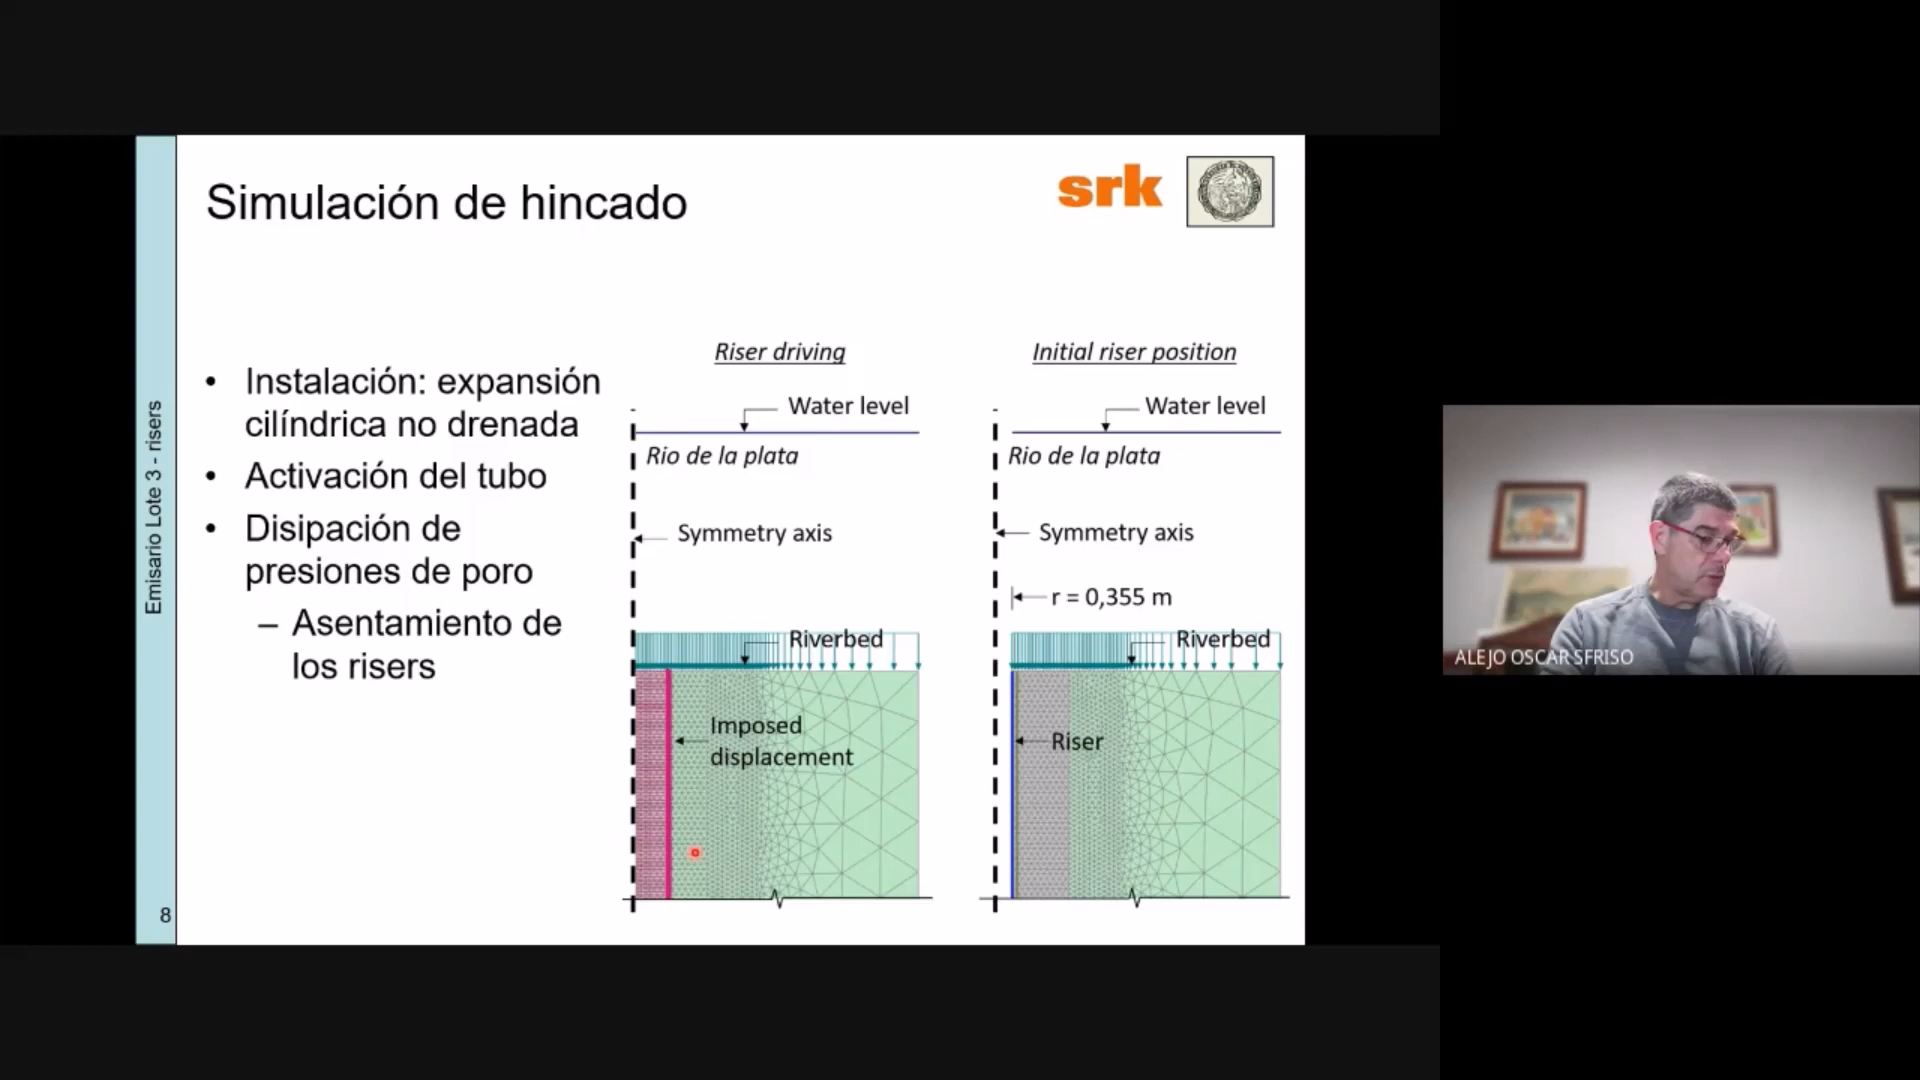 Simulación de hincado
srk
Emisario Lote 3 - risers
• Instalación: expansión
cilíndrica no drenada
• Activación del tubo
• Disipación de
presiones de poro
– Asentamiento de
los risers
Riser driving
Water level
Rio de la plata
Symmetry axis
Riverbed
Imposed
displacement
Initial riser position
Water level
Rio de la plata
Symmetry axis
r = 0,355 m
Riverbed
Riser
8
ALEJO OSCAR SFRISO